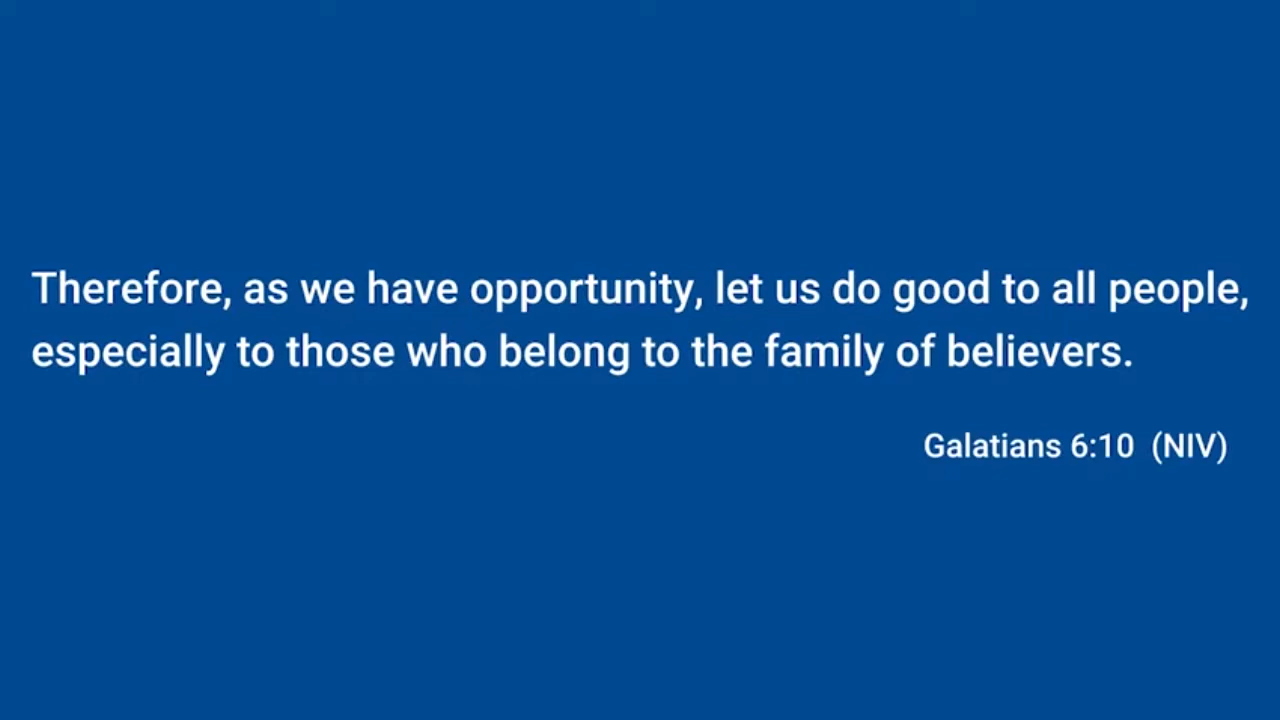 Therefore, as we have opportunity, let us do good to all people,
especially to those who belong to the family of believers.
Galatians 6:10 (NIV)